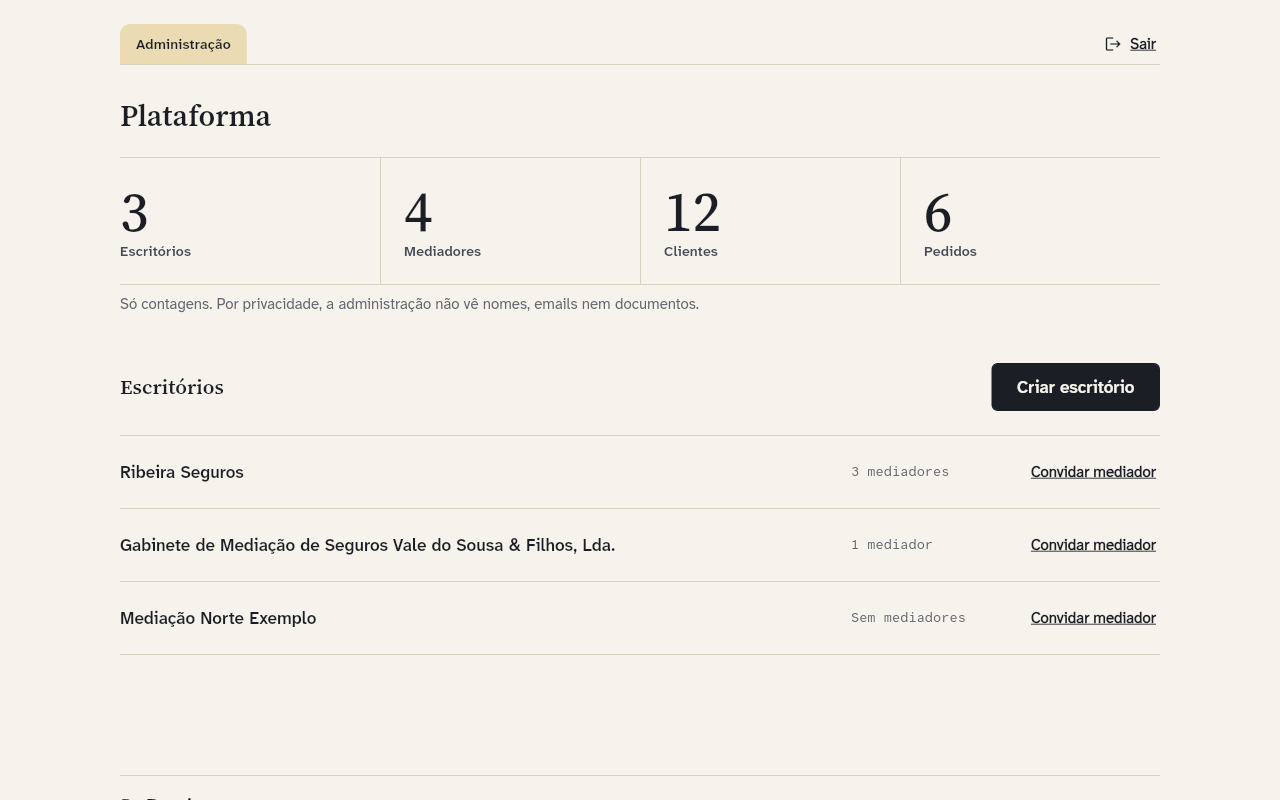 Administração
Sair
Plataforma
3
Escritórios
4
Mediadores
12
Clientes
6
Pedidos
Só contagens. Por privacidade, a administração não vê nomes, emails nem documentos.
Escritórios
Criar escritório
Ribeira Seguros
3 mediadores
Convidar mediador
Gabinete de Mediação de Seguros Vale do Sousa & Filhos, Lda.
1 mediador
Convidar mediador
Mediação Norte Exemplo
Sem mediadores
Convidar mediador